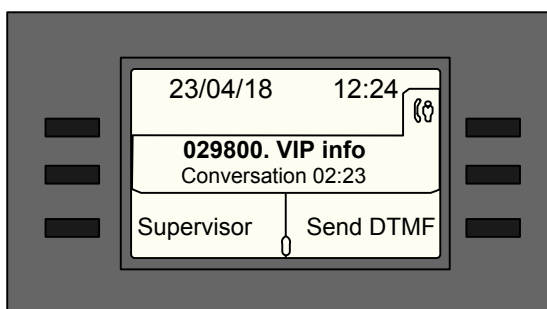 23/04/18 12:24
029800. VIP info
Conversation 02:23
Supervisor Send DTMF